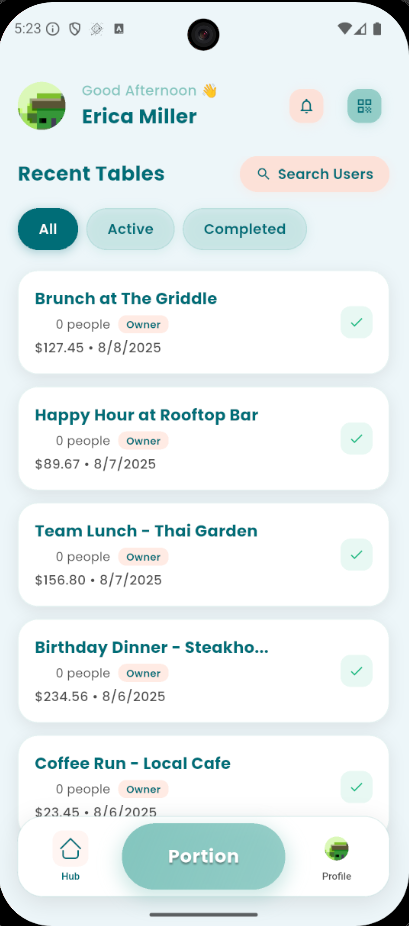 5:23
Good Afternoon 👋
Erica Miller
Recent Tables
Search Users
All
Active
Completed
Brunch at The Griddle
0 people Owner
$127.45 • 8/8/2025
Happy Hour at Rooftop Bar
0 people Owner
$89.67 • 8/7/2025
Team Lunch - Thai Garden
0 people Owner
$156.80 • 8/7/2025
Birthday Dinner - Steakho...
0 people Owner
$234.56 • 8/6/2025
Coffee Run - Local Cafe
0 people Owner
$23.45 • 8/6/2025
Hub
Portion
Profile